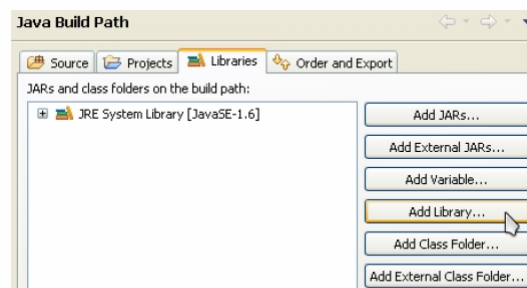 Java Build Path
Source Projects Libraries Order and Export
JARs and class folders on the build path:
JRE System Library [JavaSE-1.6]
Add JARs...
Add External JARs...
Add Variable...
Add Library...
Add Class Folder...
Add External Class Folder...